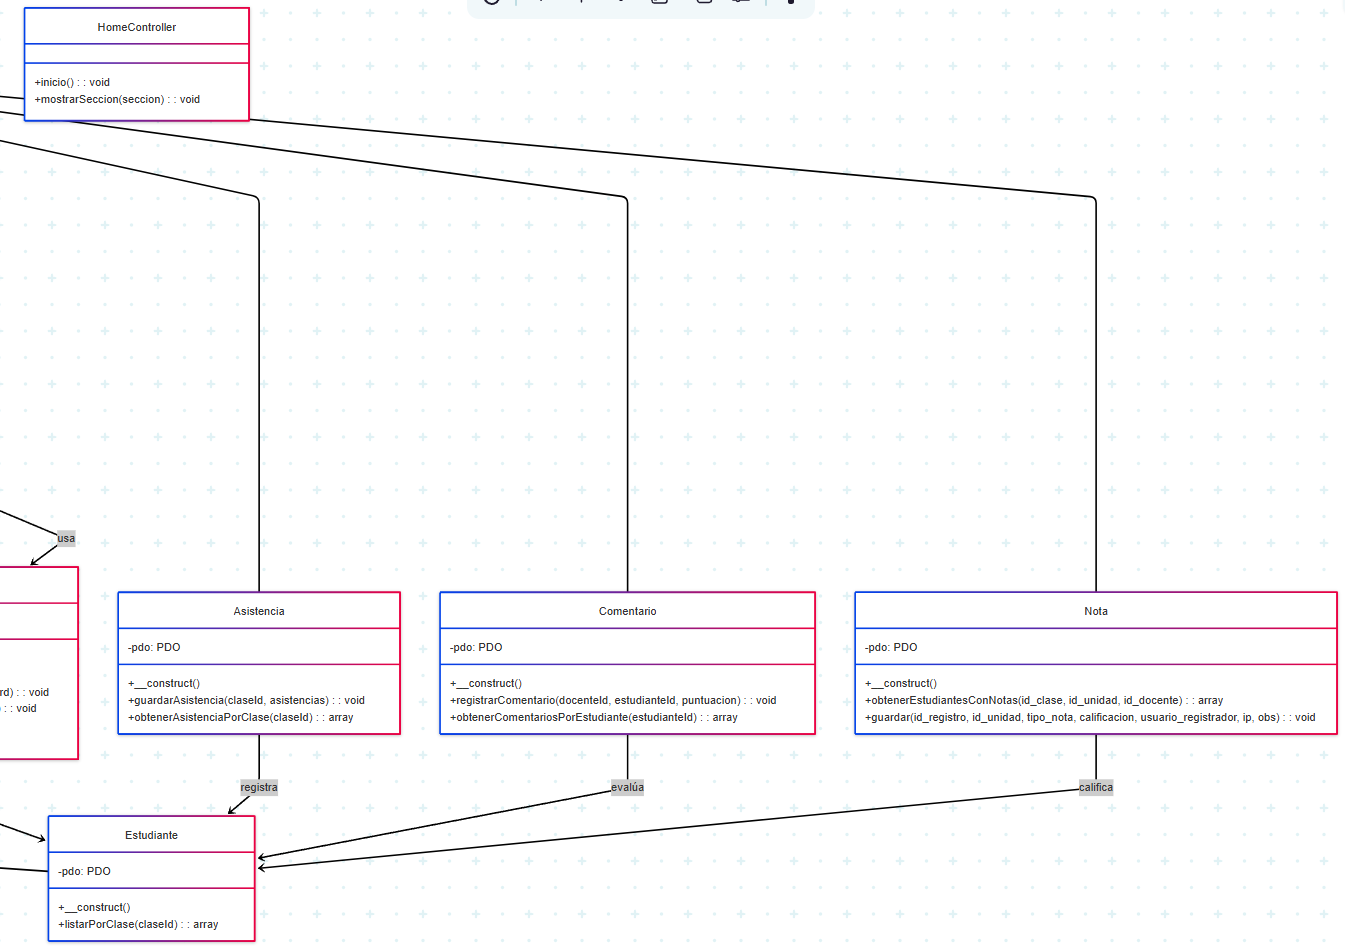 HomeController
+inicio() : : void
+mostrarSeccion(seccion) : : void
usa
rd) : : void
) : : void
Asistencia
-pdo: PDO
+__construct()
+guardarAsistencia(claseId, asistencias) : : void
+obtenerAsistenciaPorClase(claseId) : : array
Comentario
-pdo: PDO
+__construct()
+registrarComentario(docenteId, estudianteId, puntuacion) : : void
+obtenerComentariosPorEstudiante(estudianteId) : : array
Nota
-pdo: PDO
+__construct()
+obtenerEstudiantesConNotas(id_clase, id_unidad, id_docente) : : array
+guardar(id_registro, id_unidad, tipo_nota, calificacion, usuario_registrador, ip, obs) : : void
registra
evalúa
califica
Estudiante
-pdo: PDO
+__construct()
+listarPorClase(claseId) : : array